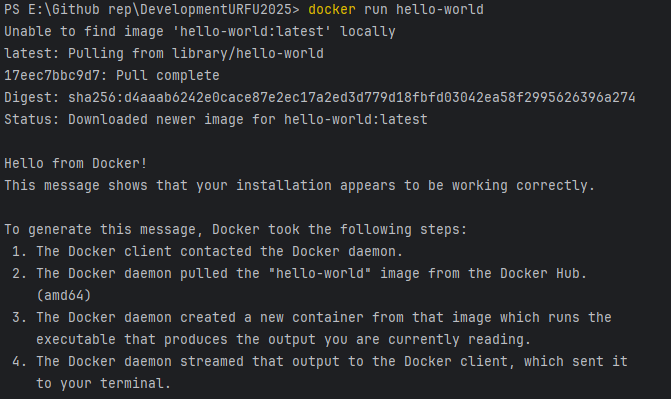 PS E:\Github rep\DevelopmentURFU2025> docker run hello-world
Unable to find image 'hello-world:latest' locally
latest: Pulling from library/hello-world
17eec7bbc9d7: Pull complete
Digest: sha256:d4aaab6242e0cace87e2ec17a2ed3d779d18fbfd03042ea58f2995626396a274
Status: Downloaded newer image for hello-world:latest

Hello from Docker!
This message shows that your installation appears to be working correctly.

To generate this message, Docker took the following steps:
 1. The Docker client contacted the Docker daemon.
 2. The Docker daemon pulled the "hello-world" image from the Docker Hub.
    (amd64)
 3. The Docker daemon created a new container from that image which runs the
    executable that produces the output you are currently reading.
 4. The Docker daemon streamed that output to the Docker client, which sent it
    to your terminal.